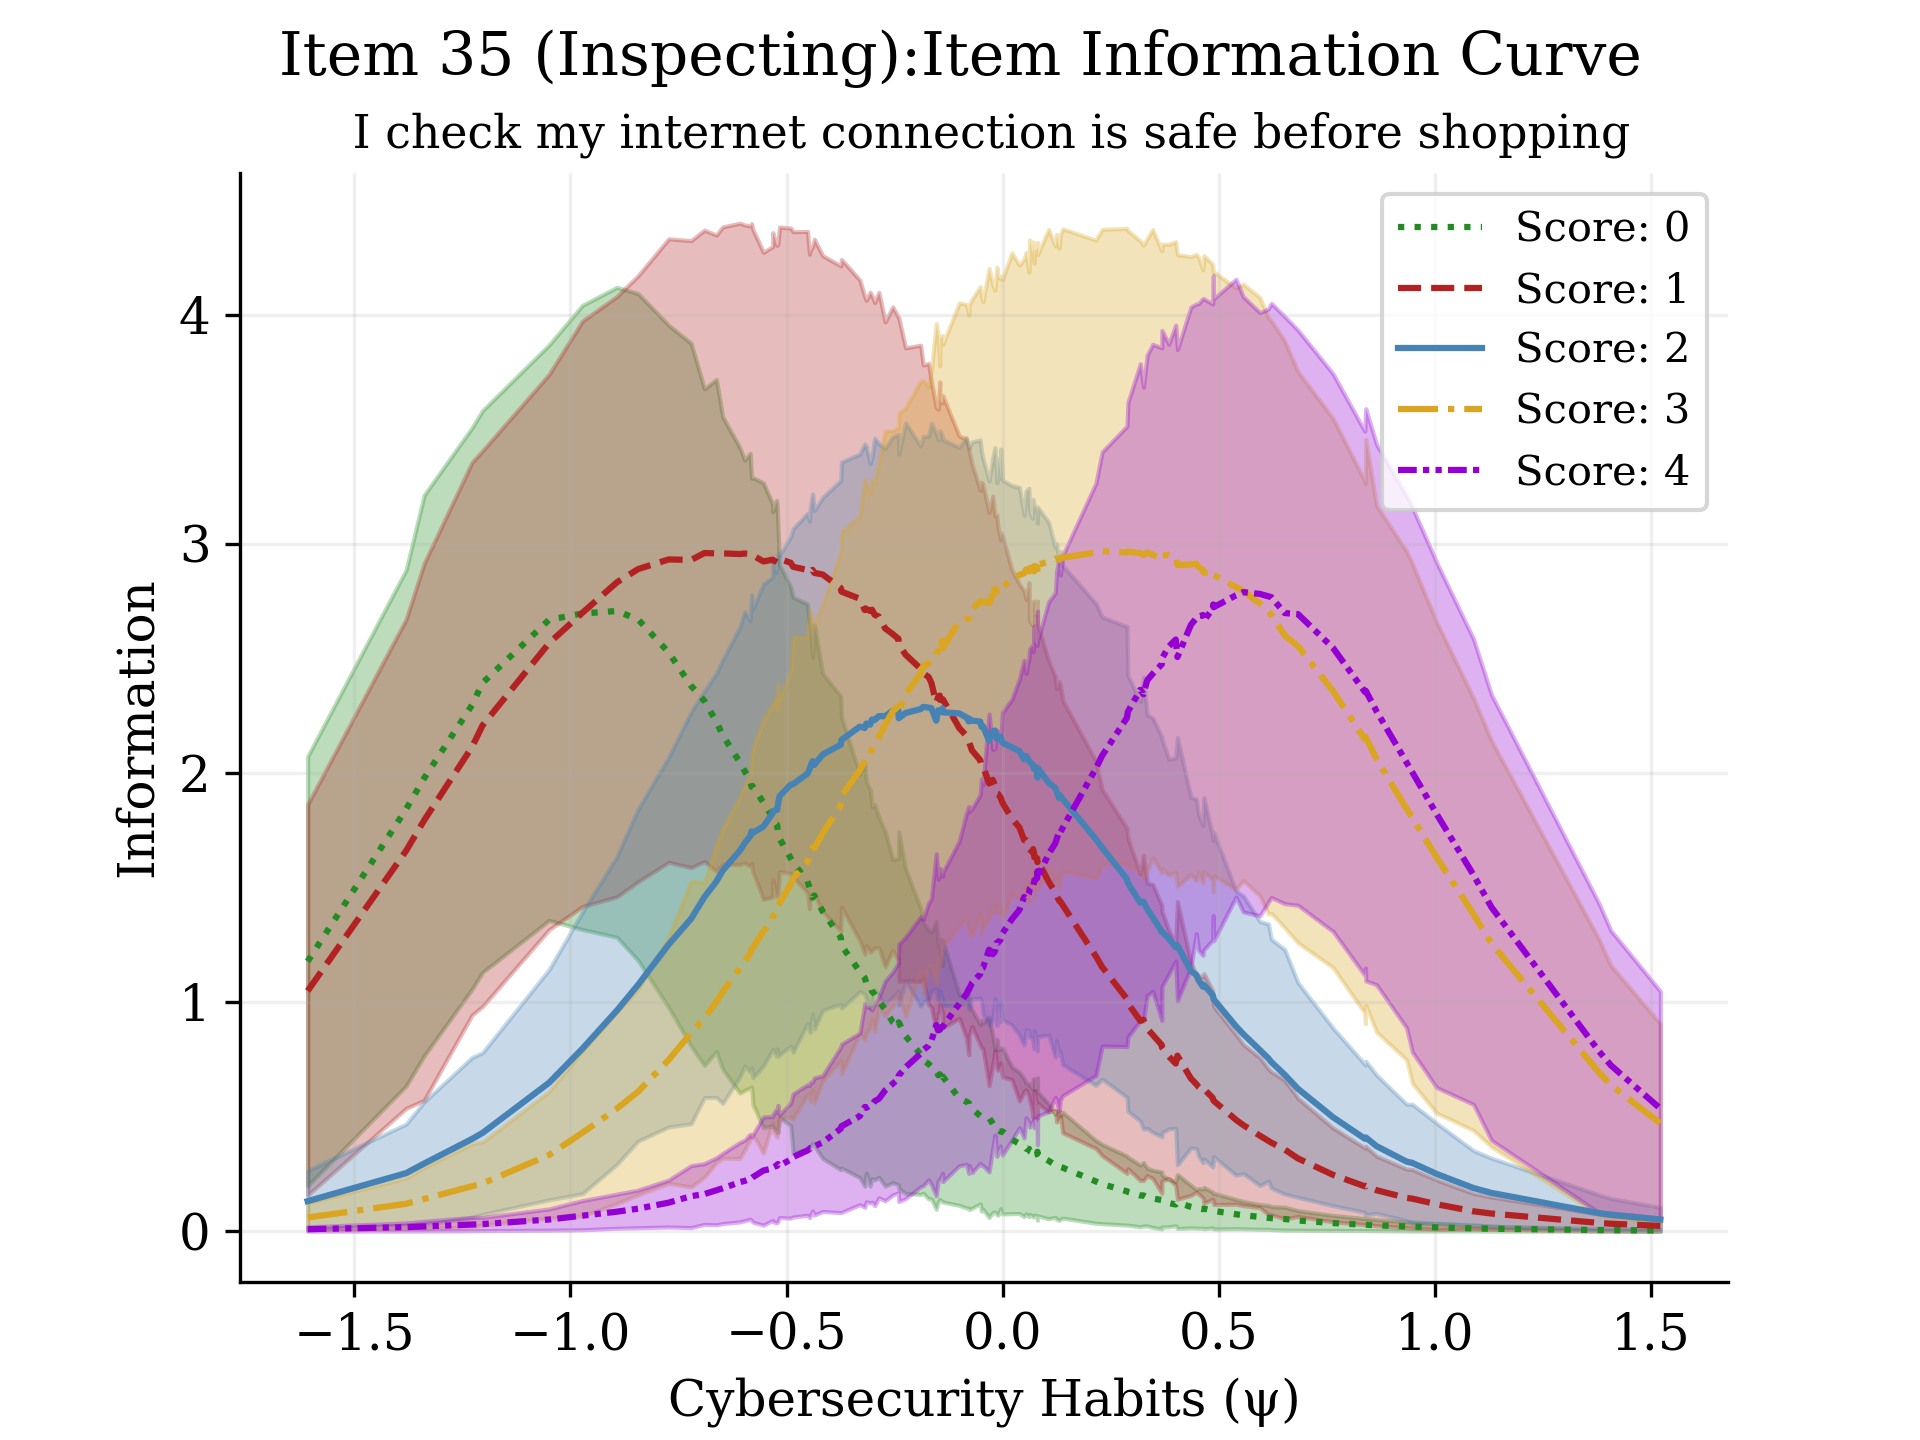 Item 35 (Inspecting):Item Information Curve
I check my internet connection is safe before shopping
Score: 0
Score: 1
Score: 2
Score: 3
Score: 4
4
3
2
1
0
Information
−1.5
−1.0
−0.5
0.0
0.5
1.0
1.5
Cybersecurity Habits (ψ)